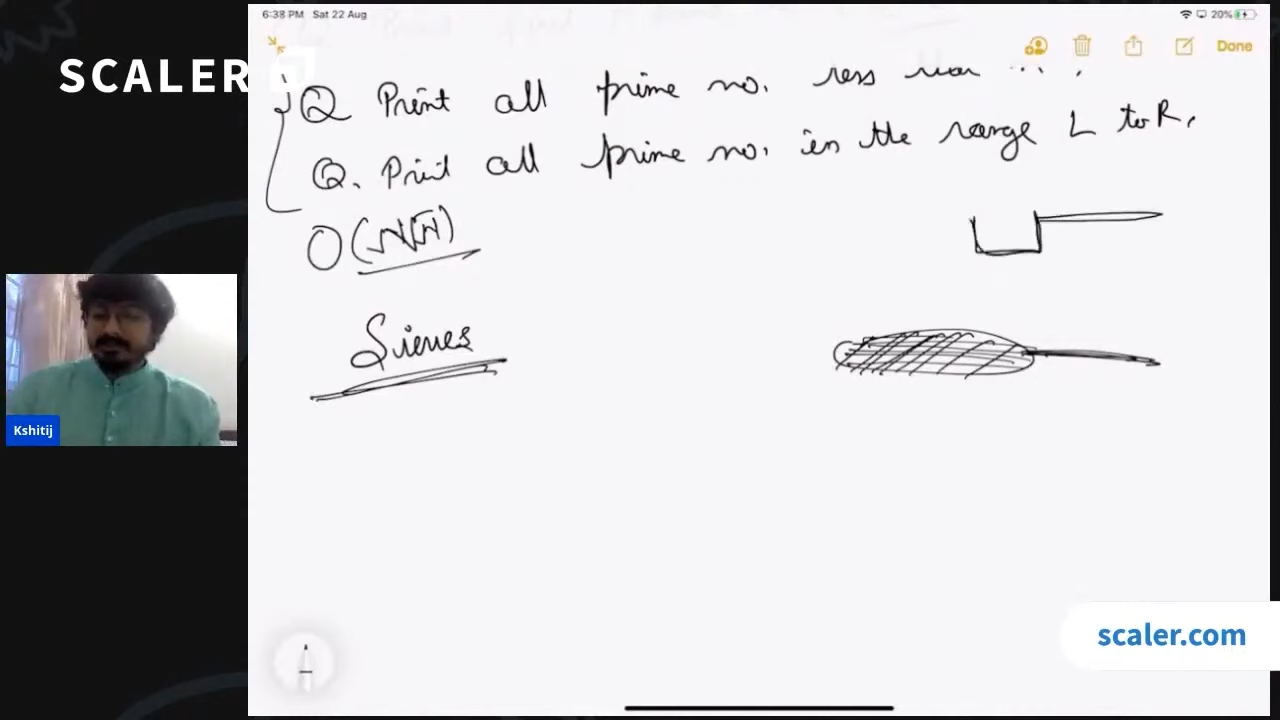 6:38 PM Sat 22 Aug
20%
SCALER
Done
Q Print all prime no. less
Q. Print all prime no. in the range L to R.
O(N√N)
Sieves
Kshitij
scaler.com